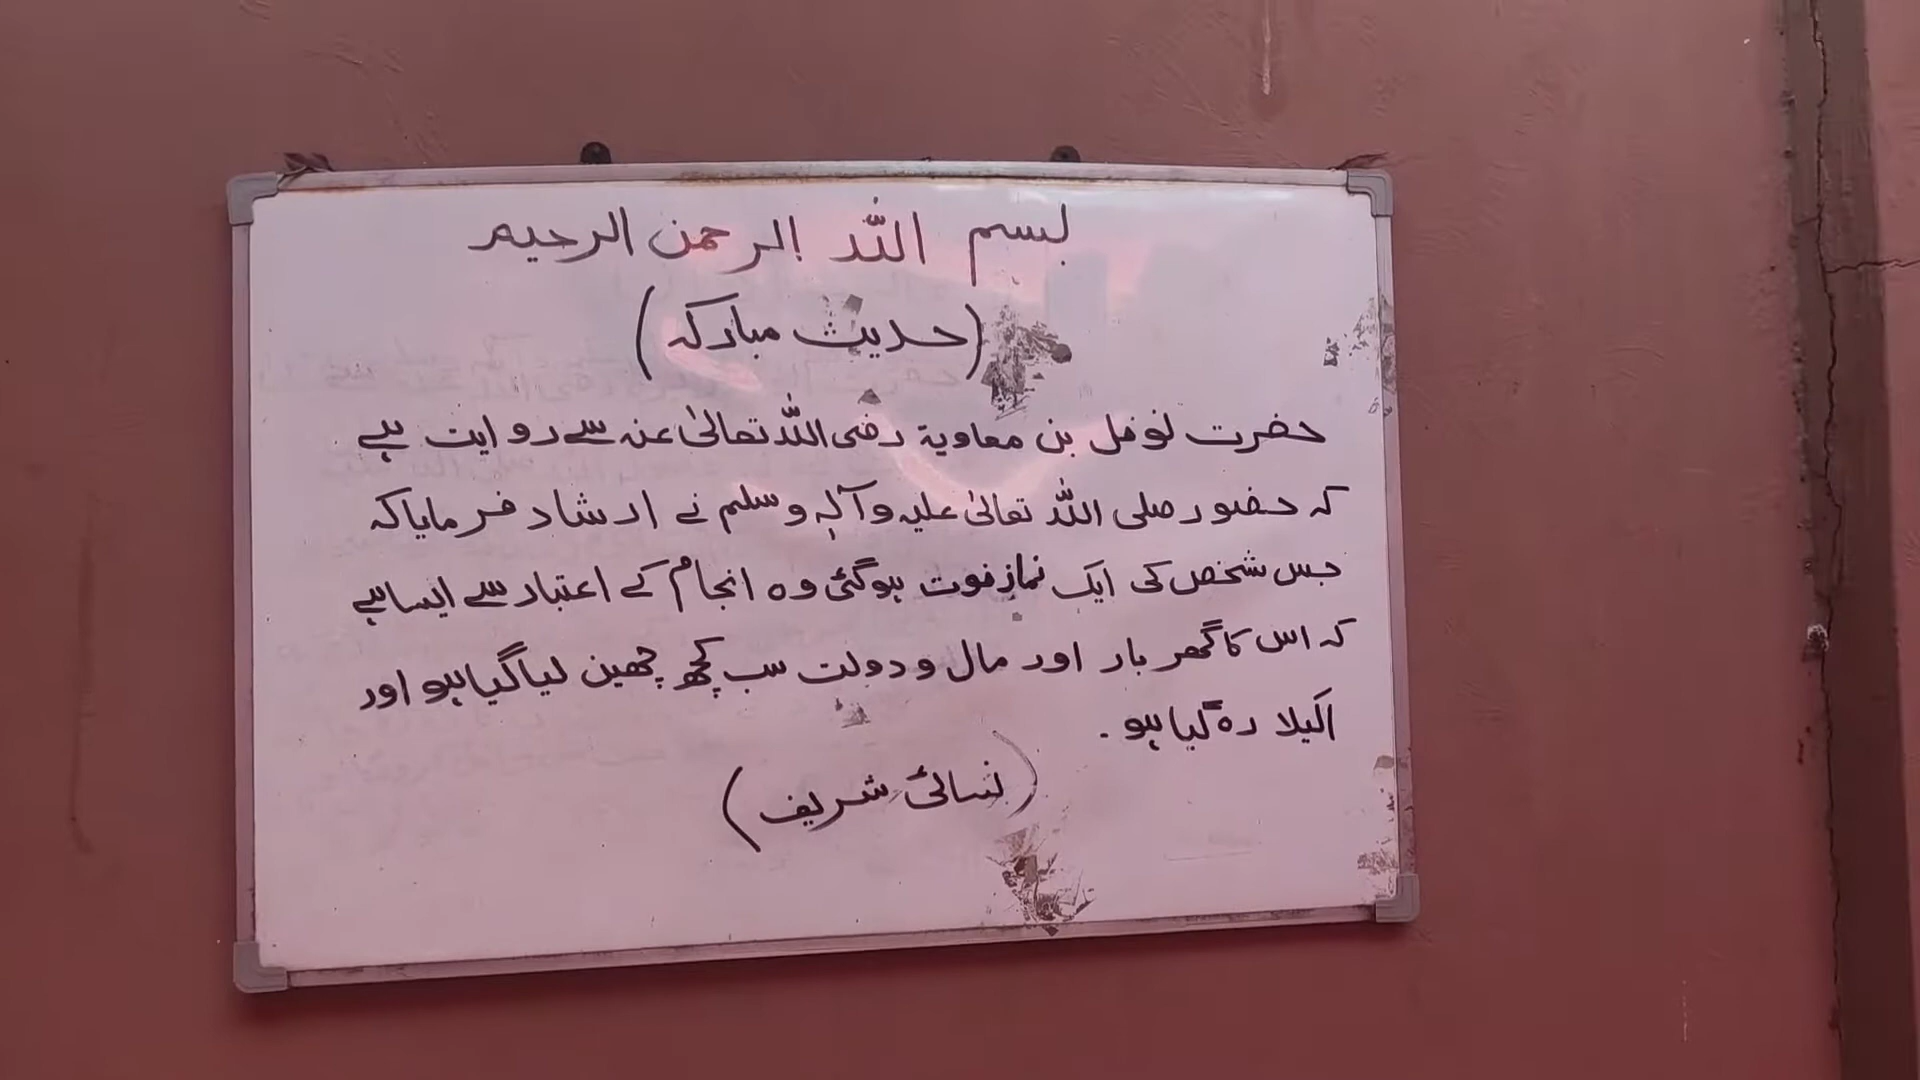 بسم اللہ الرحمن الرحیم
(حدیث مبارکہ)
حضرت نوفل بن معاویۃ رضی اللہ تعالیٰ عنہ سے روایت ہے
کہ حضور صلی اللہ تعالیٰ علیہ وآلہٖ وسلم نے ارشاد فرمایا کہ
جس شخص کی ایک نماز فوت ہوگئی وہ انجام کے اعتبار سے ایسا ہے
کہ اس کا گھر بار اور مال و دولت سب کچھ چھین لیا گیا ہو اور
اکیلا رہ گیا ہو ۔
(نسائی شریف)